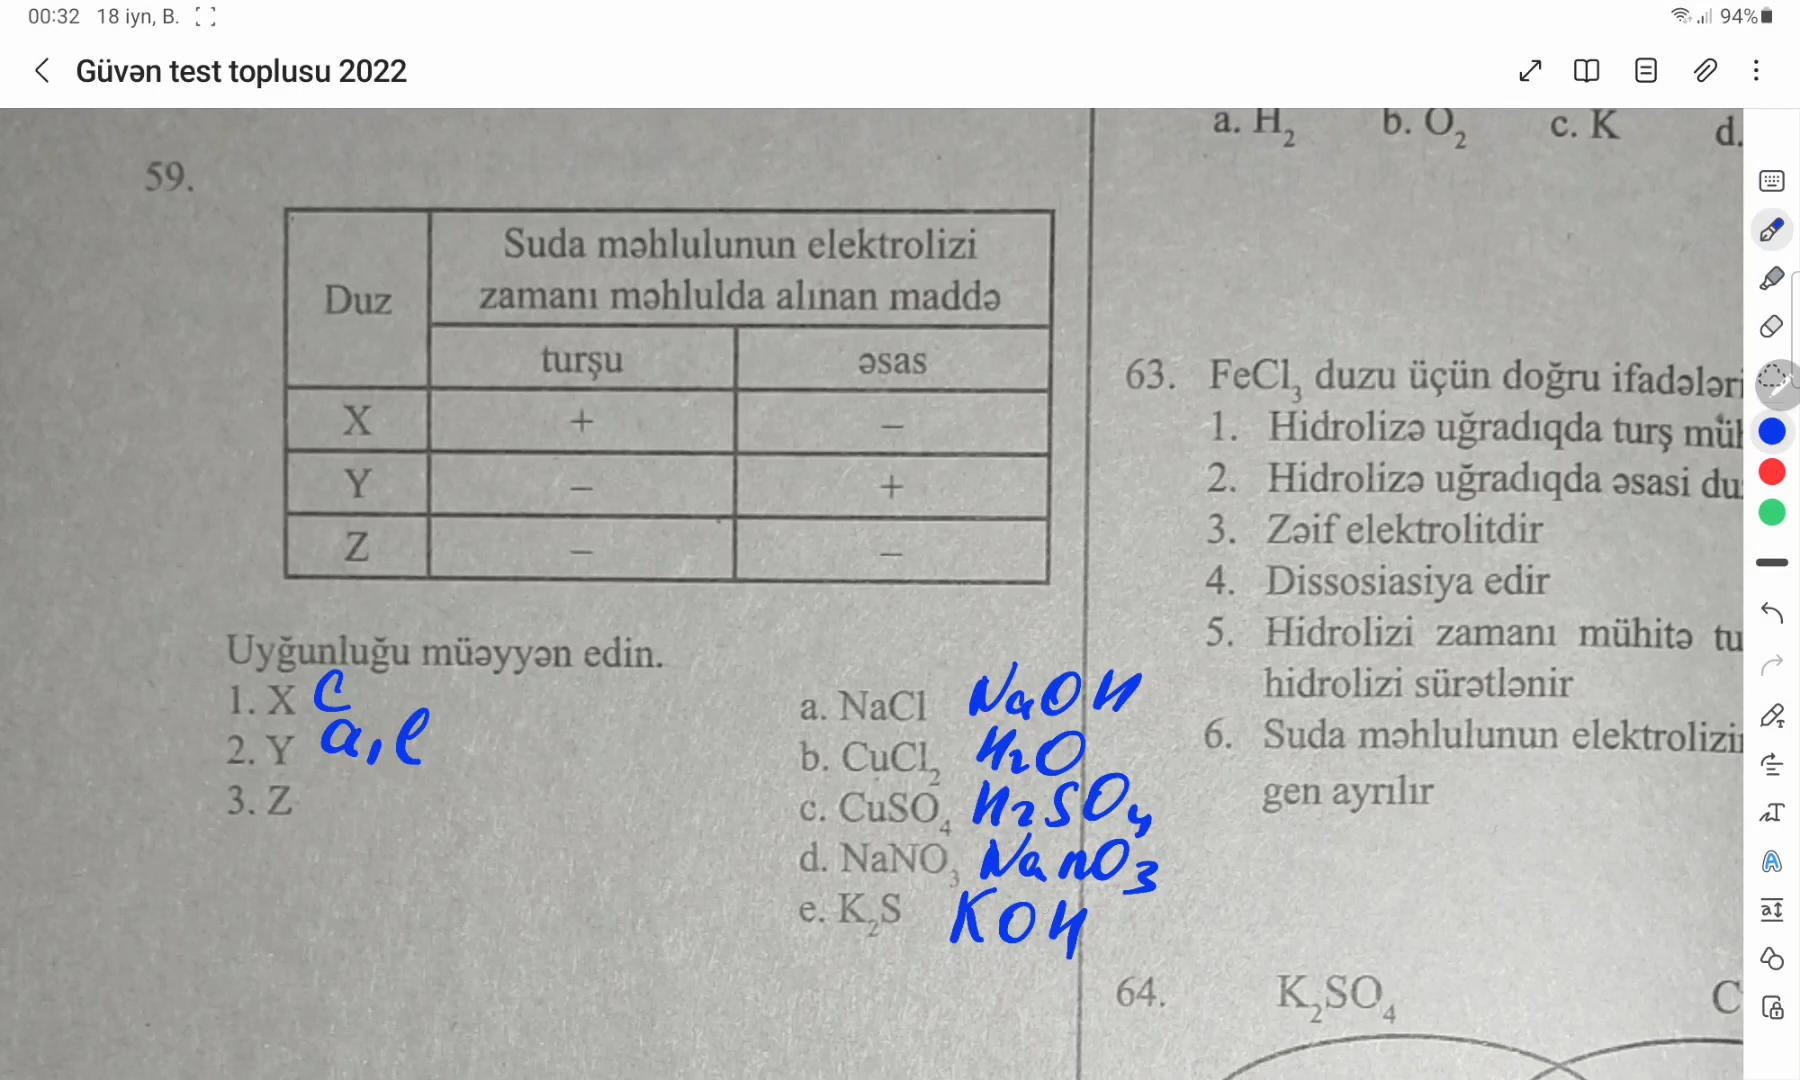 00:32 18 iyn, B. 94%
Güvən test toplusu 2022
59.
Duz
Suda məhlulunun elektrolizi
zamanı məhlulda alınan maddə
turşu əsas
X + –
Y – +
Z – –
Uyğunluğu müəyyən edin.
1. X C
2. Y a, e
3. Z
a. NaCl NaOH
b. CuCl₂ H₂O
c. CuSO₄ H₂SO₄
d. NaNO₃ NaNO₃
e. K₂S KOH
a. H₂ b. O₂ c. K d.
63. FeCl₃ duzu üçün doğru ifadələri
1. Hidrolizə uğradıqda turş müh
2. Hidrolizə uğradıqda əsasi du
3. Zəif elektrolitdir
4. Dissosiasiya edir
5. Hidrolizi zamanı mühitə tu
hidrolizi sürətlənir
6. Suda məhlulunun elektrolizi
gen ayrılır
64. K₂SO₄ C